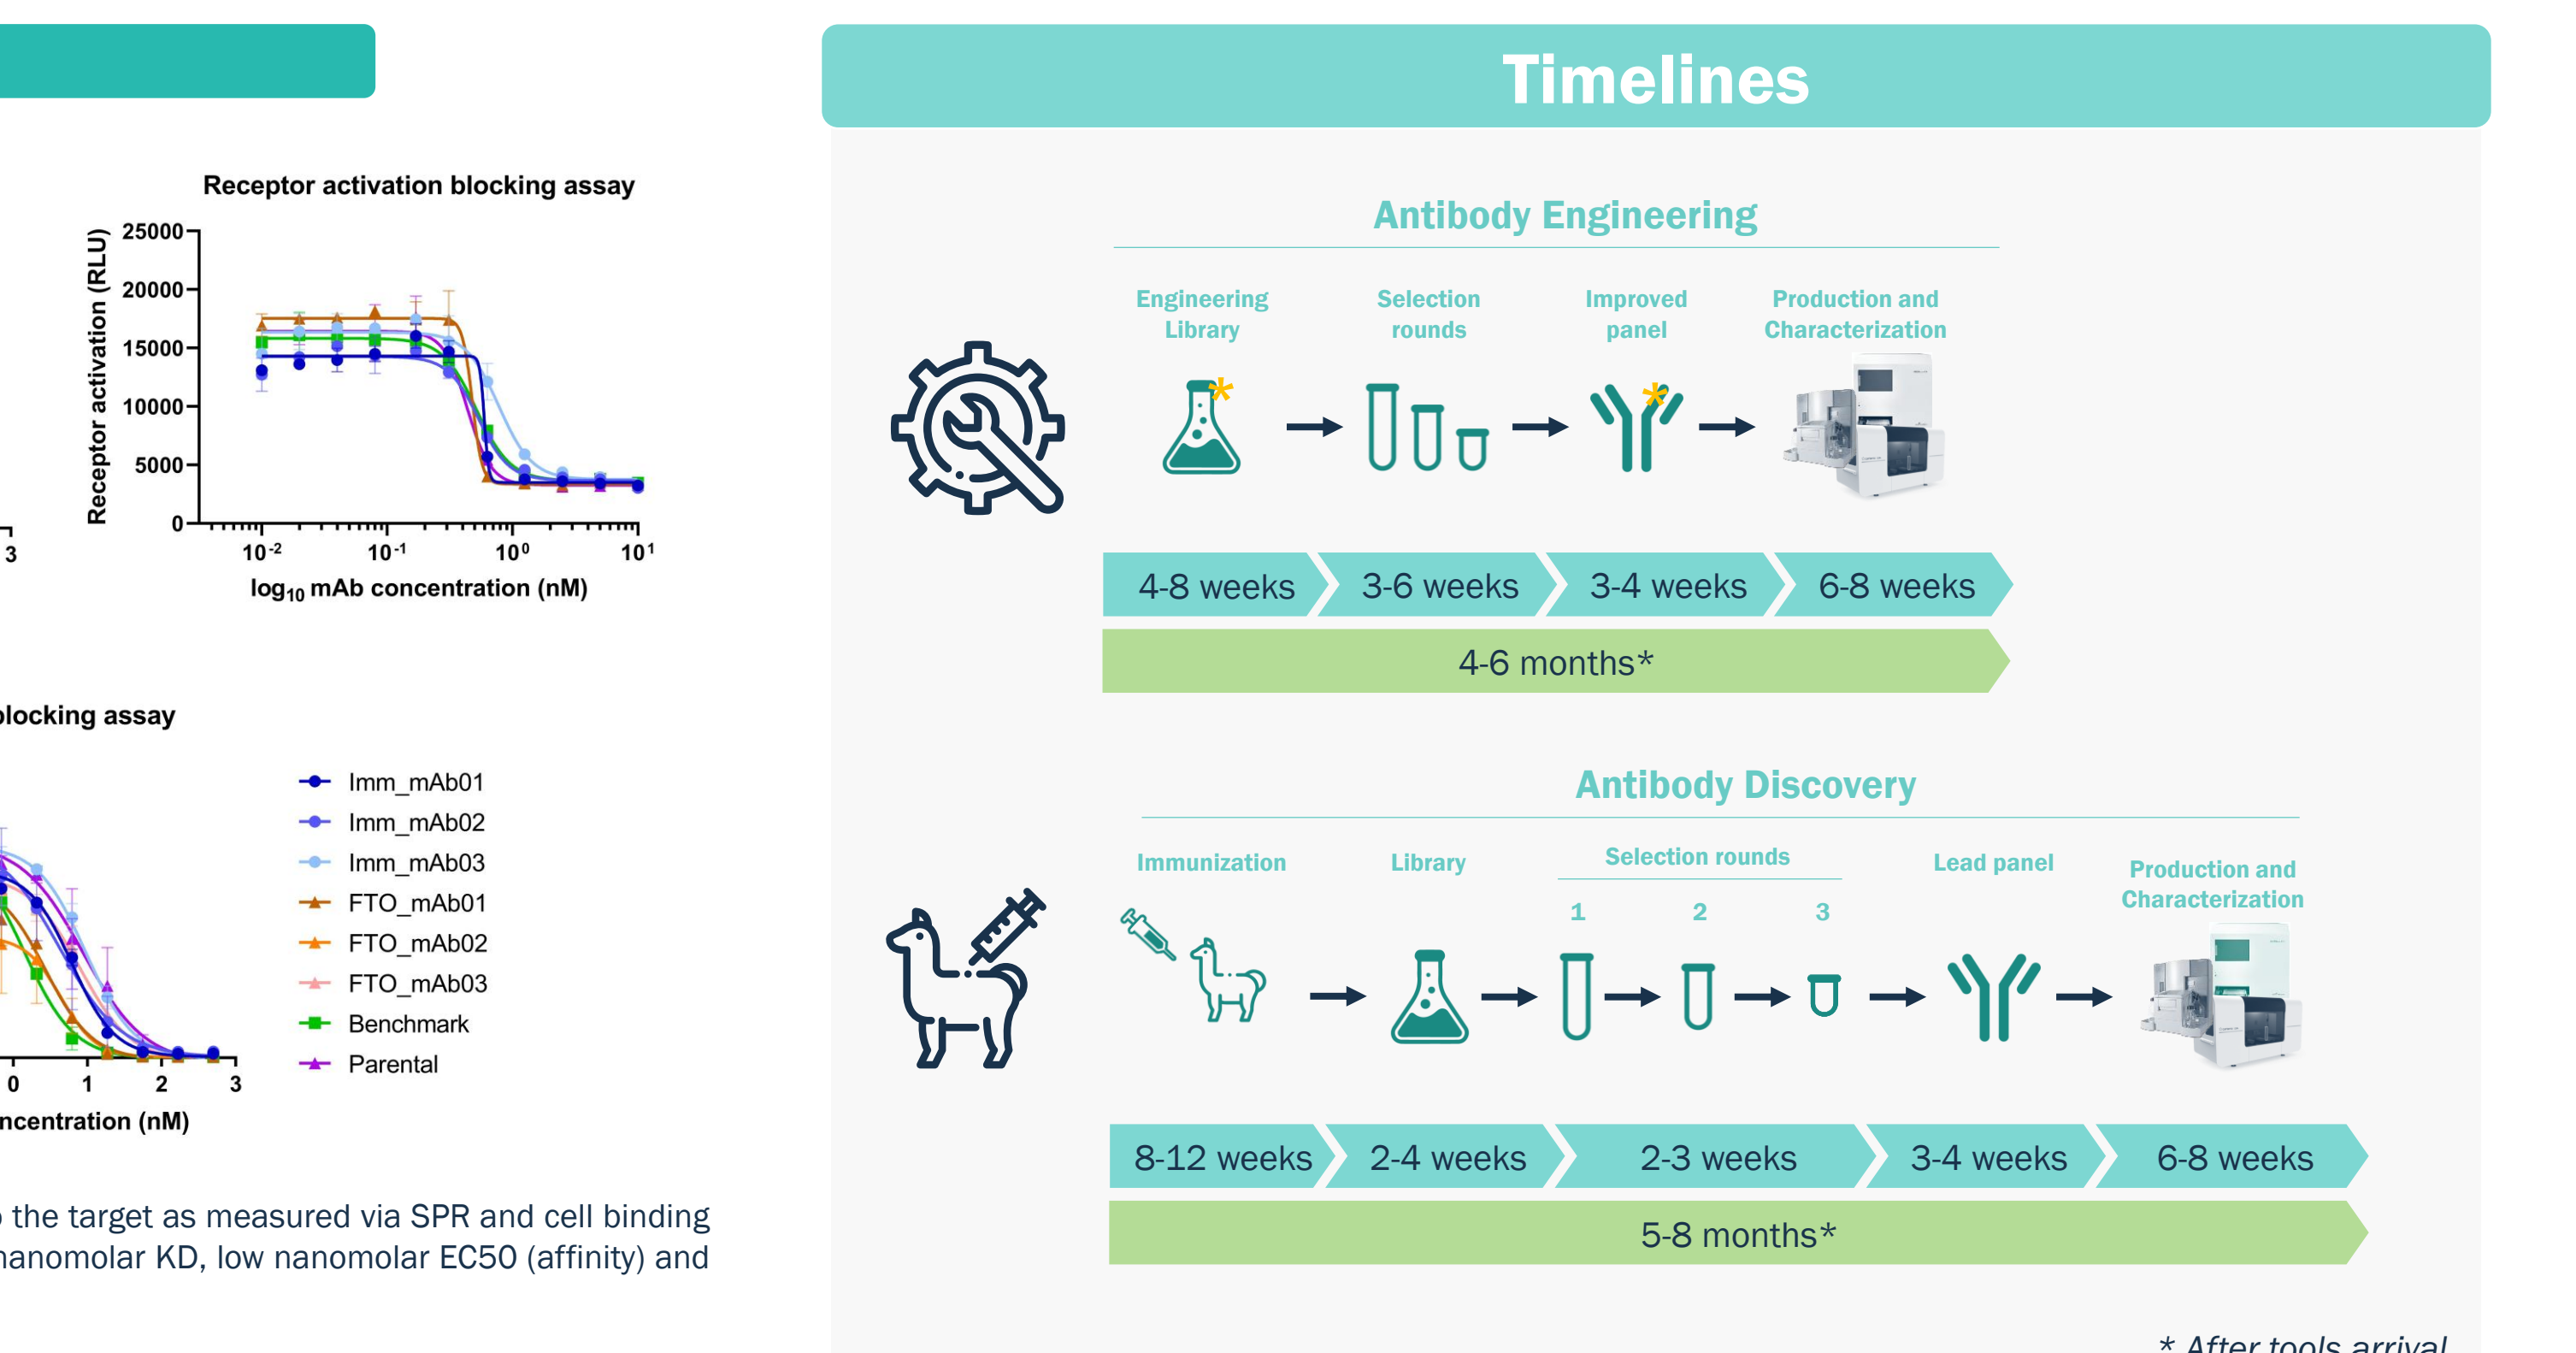 Receptor activation blocking assay
Receptor activation (RLU)
25000
20000
15000
10000
5000
0
10-2 10-1 100 101
log10 mAb concentration (nM)
3
blocking assay
Imm_mAb01
Imm_mAb02
Imm_mAb03
FTO_mAb01
FTO_mAb02
FTO_mAb03
Benchmark
Parental
0 1 2 3
ncentration (nM)
the target as measured via SPR and cell binding
nanomolar KD, low nanomolar EC50 (affinity) and
Timelines
Antibody Engineering
Engineering
Library
Selection
rounds
Improved
panel
Production and
Characterization
4-8 weeks
3-6 weeks
3-4 weeks
6-8 weeks
4-6 months*
Antibody Discovery
Immunization
Library
Selection rounds
1 2 3
Lead panel
Production and
Characterization
8-12 weeks
2-4 weeks
2-3 weeks
3-4 weeks
6-8 weeks
5-8 months*
* After tools arrival